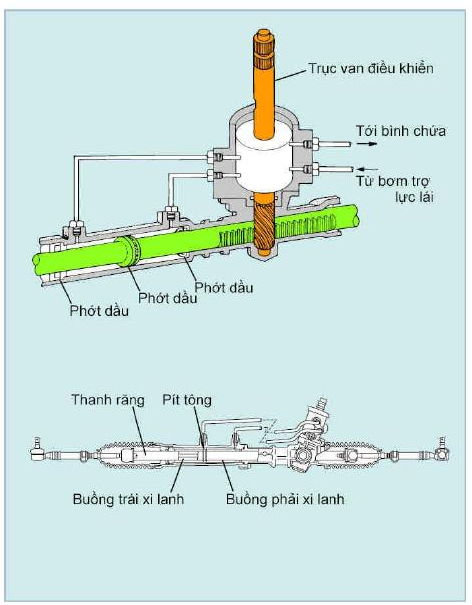 Trục van điều khiển
Tới bình chứa
Từ bơm trợ
lực lái
Phớt dầu
Phớt dầu
Phớt dầu
Thanh răng
Pít tông
Buồng trái xi lanh
Buồng phải xi lanh